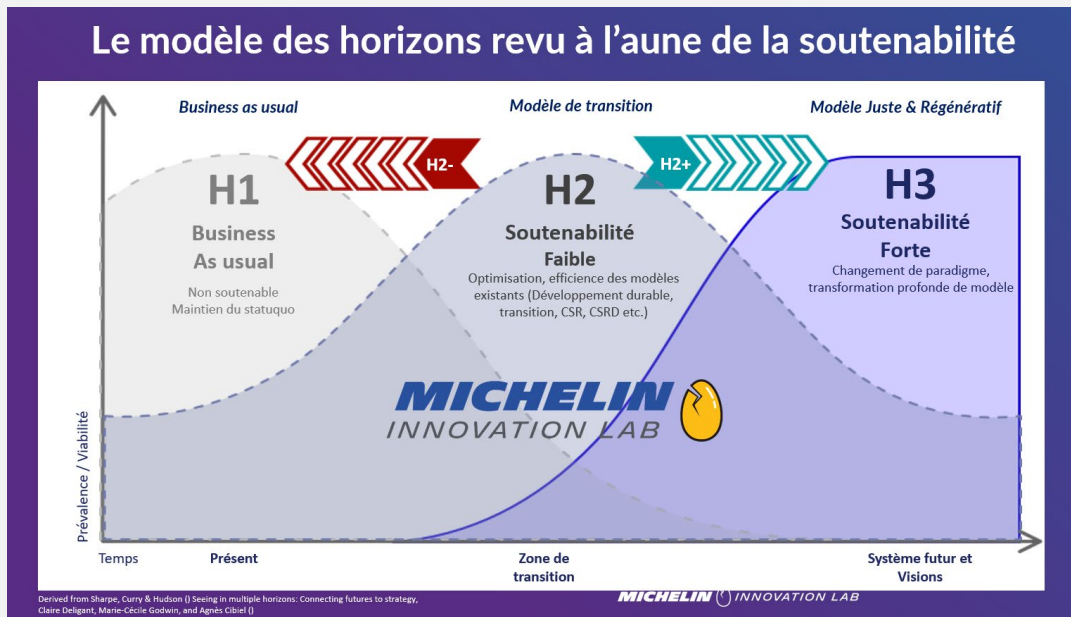 Le modèle des horizons revu à l'aune de la soutenabilité
Business as usual
Modèle de transition
Modèle Juste & Régénératif
H2-
H2+
H1
Business
As usual
Non soutenable
Maintien du statuquo
H2
Soutenabilité
Faible
Optimisation, efficience des modèles
existants (Développement durable,
transition, CSR, CSRD etc.)
H3
Soutenabilité
Forte
Changement de paradigme,
transformation profonde de modèle
MICHELIN
INNOVATION LAB
Prévalence / Viabilité
Temps
Présent
Zone de
transition
Système futur et
Visions
Derived from Sharpe, Curry & Hudson () Seeing in multiple horizons: Connecting futures to strategy,
Claire Deligant, Marie-Cécile Godwin, and Agnès Cibiel ()
MICHELIN INNOVATION LAB